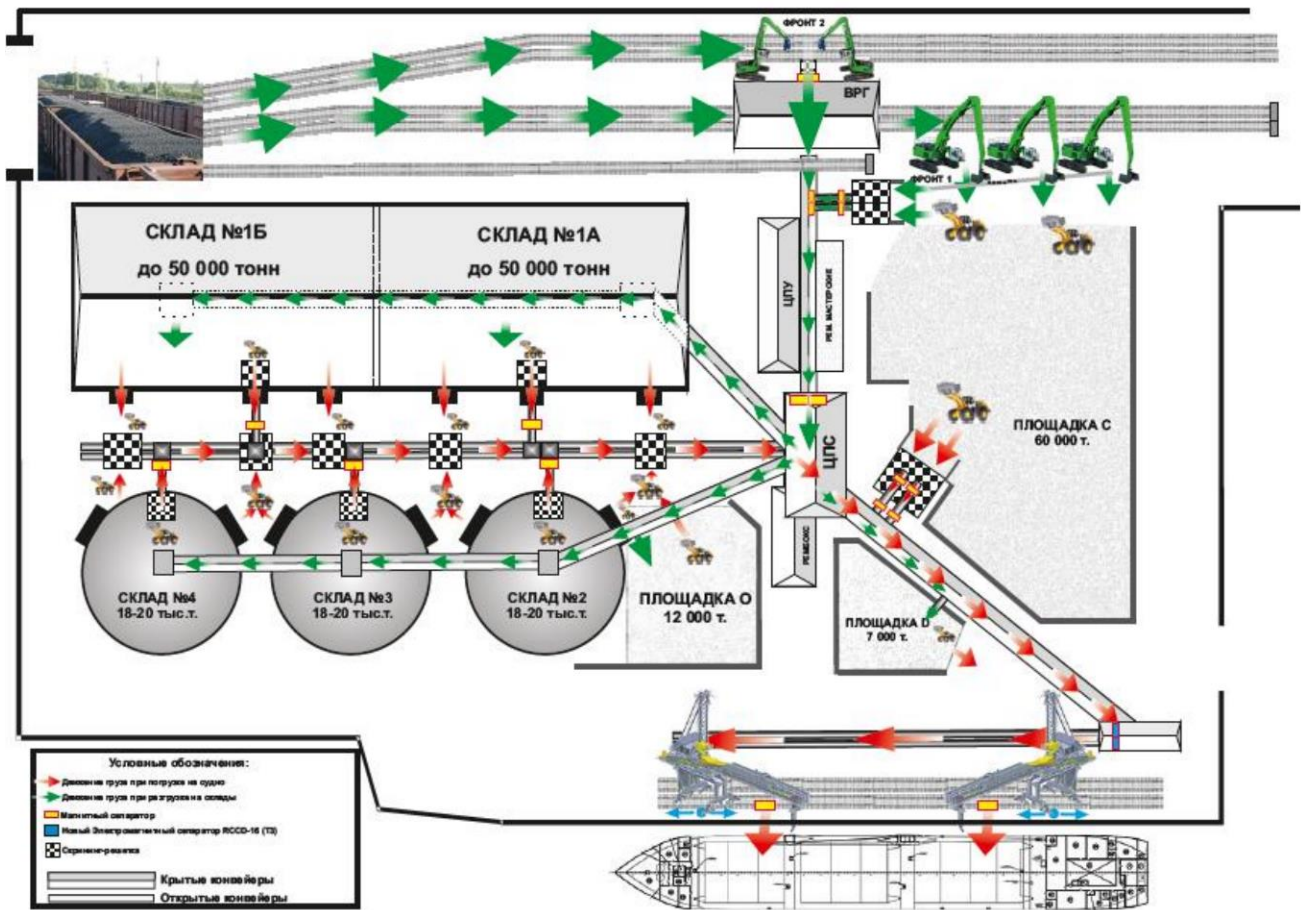 ФРОНТ 2
ВРГ
ФРОНТ 1
СКЛАД №1Б
до 50 000 тонн
СКЛАД №1А
до 50 000 тонн
ЦПУ
РЕМ. МАСТЕРСКИЕ
ПЛОЩАДКА С
60 000 т.
ЦПС
РЕМБОКС
СКЛАД №4
18-20 тыс.т.
СКЛАД №3
18-20 тыс.т.
СКЛАД №2
18-20 тыс.т.
ПЛОЩАДКА О
12 000 т.
ПЛОЩАДКА D
7 000 т.
Условные обозначения:
Движение груза при погрузке на судно
Движение груза при разгрузке на склады
Магнитный сепаратор
Новый Электромагнитный сепаратор RCCD-16 (Т3)
Скрининг-решетка
Крытые конвейеры
Открытые конвейеры